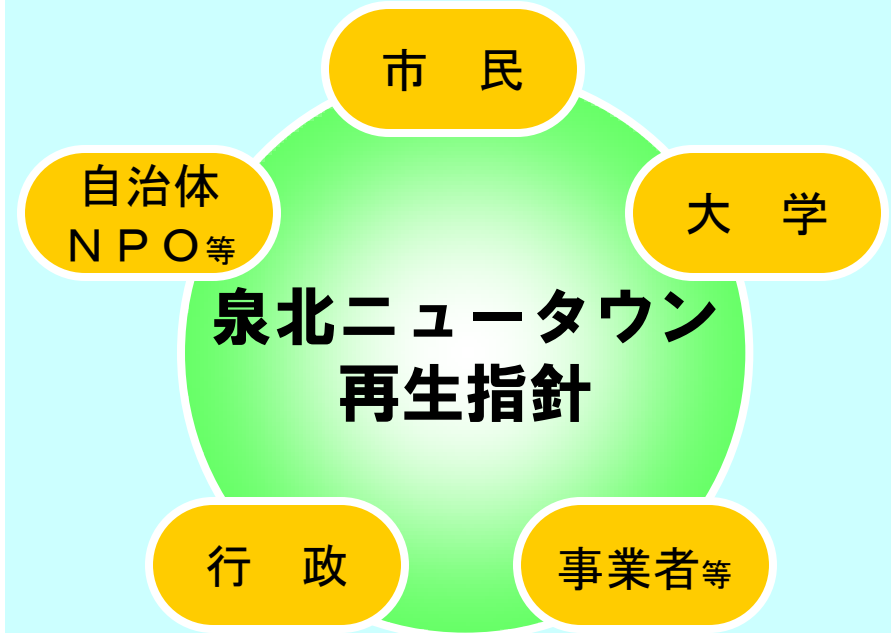 市　民
自治体
ＮＰＯ等
大　学
泉北ニュータウン
再生指針
行　政
事業者等